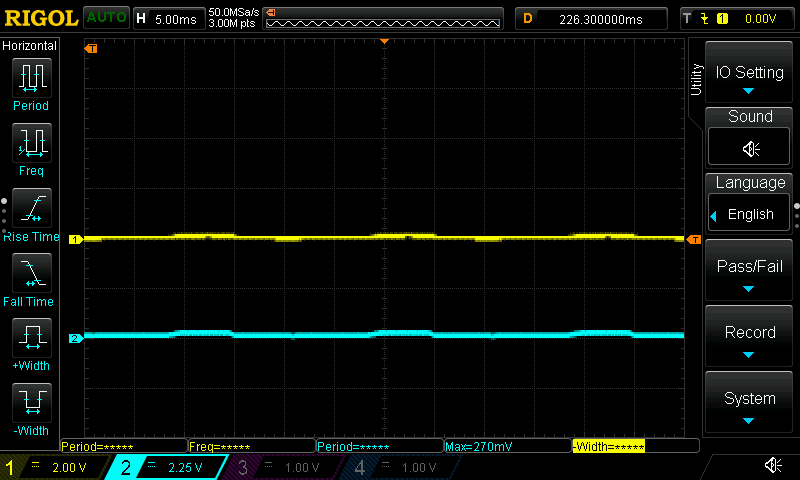 RIGOL AUTO H 5.00ms 50.0MSa/s D 226.300000ms T 1 0.00V
3.00M pts
Horizontal
Period
Freq
Rise Time
Fall Time
+Width
-Width
T
1
2
T
Utility
IO Setting
Sound
Language
English
Pass/Fail
Record
System
Period=***** Freq=***** Period=***** Max=270mV -Width=*****
1 2.00 V 2 2.25 V 3 1.00 V 4 1.00 V